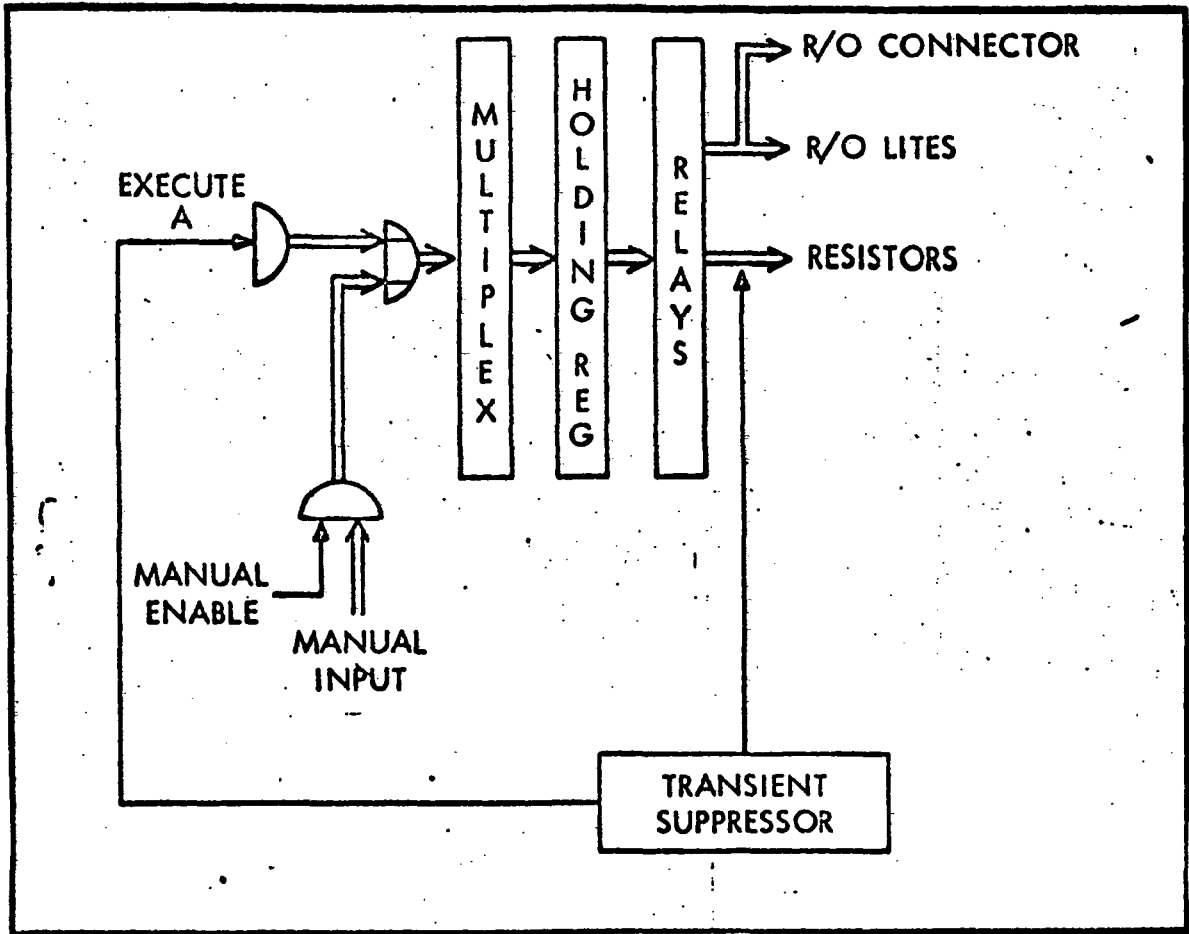 R/O CONNECTOR
R/O LITES
RESISTORS
EXECUTE
A
MULTIPLEX
HOLDING REG
RELAYS
MANUAL
ENABLE
MANUAL
INPUT
TRANSIENT
SUPPRESSOR